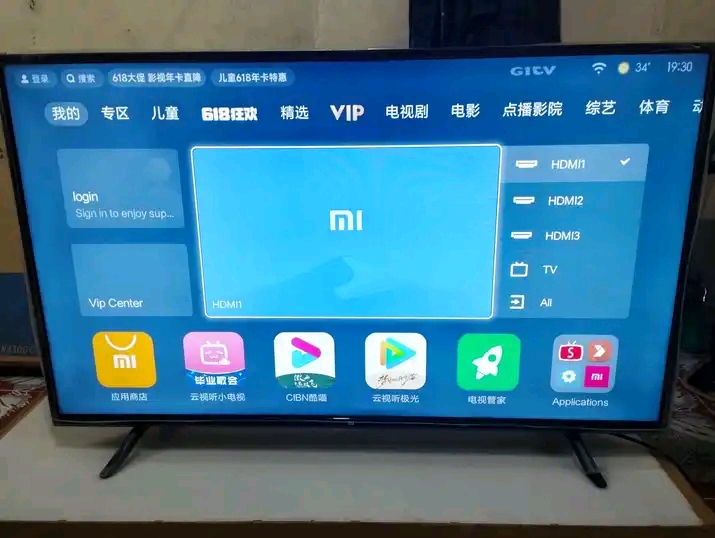 登录
搜索
618大促 影视年卡直降
儿童618年卡特惠
GITV
34°
19:30
我的
专区
儿童
618狂欢
精选
VIP
电视剧
电影
点播影院
综艺
体育
动
login
Sign in to enjoy sup...
Vip Center
mi
HDMI1
HDMI1
HDMI2
HDMI3
TV
All
mi
毕业歌会
应用商店
云视听小电视
CIBN酷喵
云视听极光
电视管家
S
mi
Applications